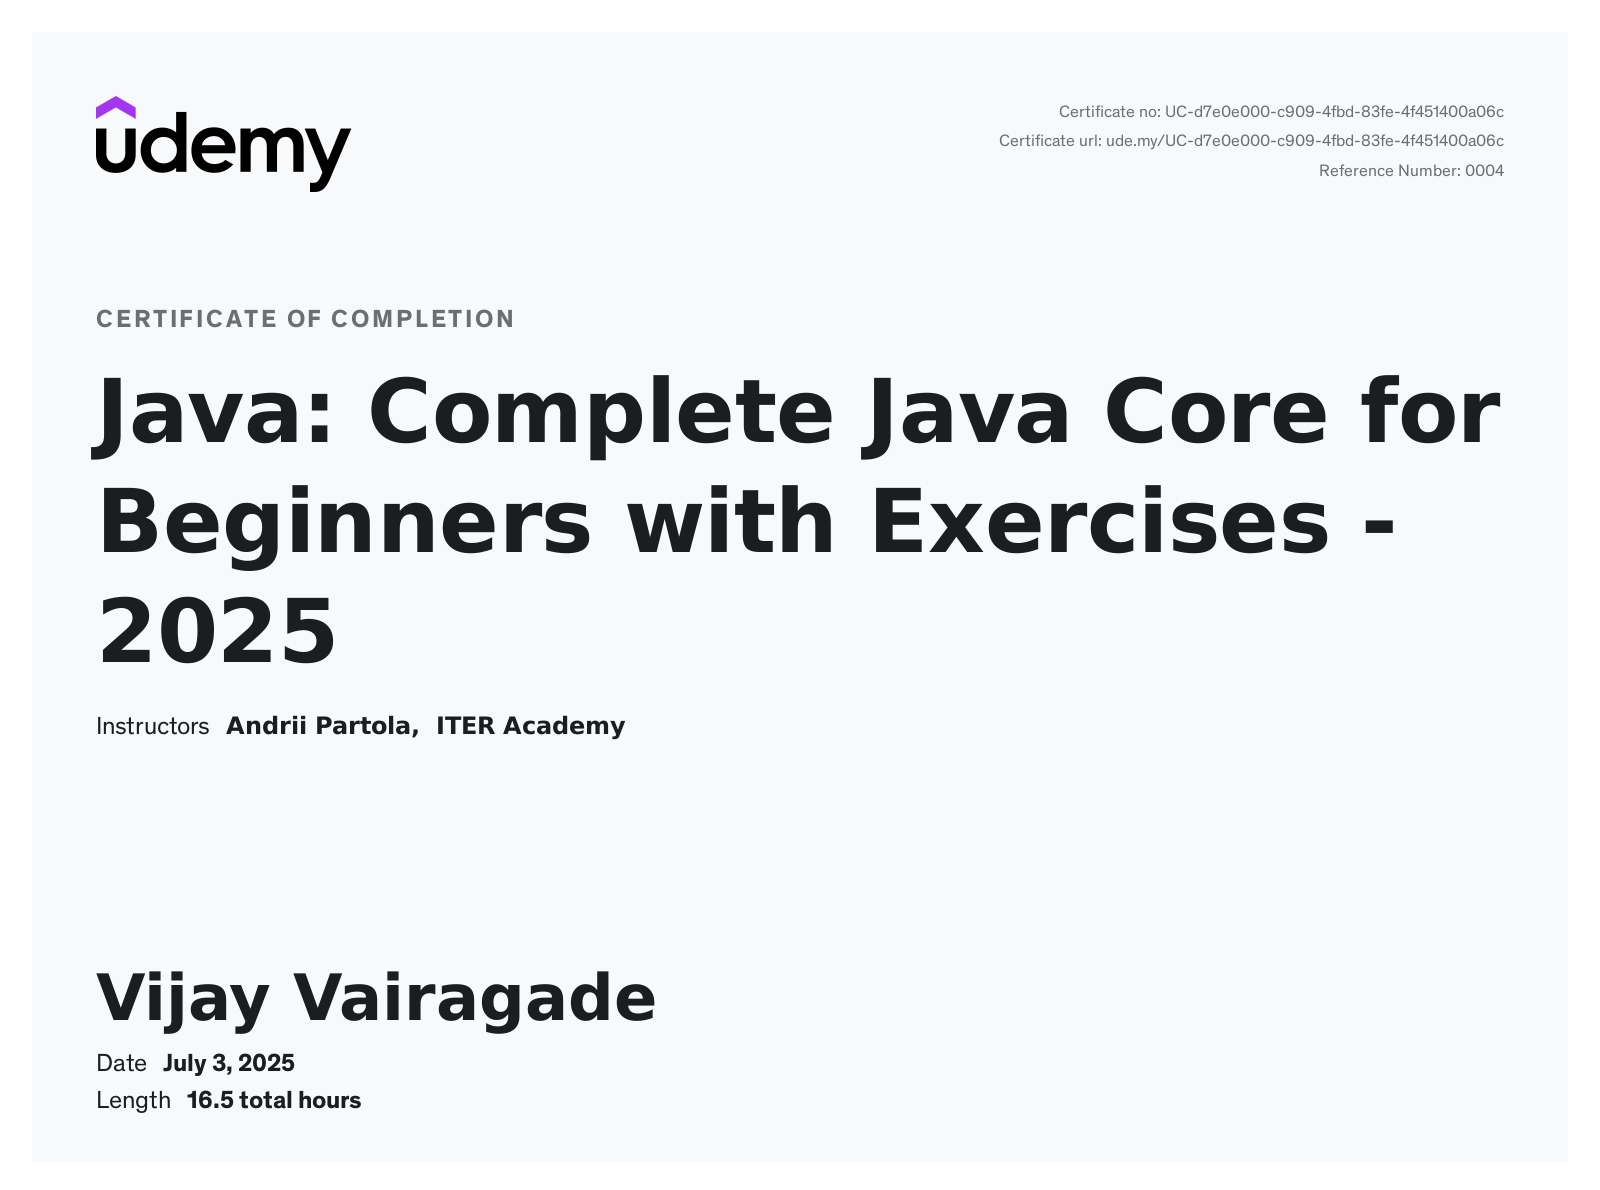 udemy
Certificate no: UC-d7e0e000-c909-4fbd-83fe-4f451400a06c
Certificate url: ude.my/UC-d7e0e000-c909-4fbd-83fe-4f451400a06c
Reference Number: 0004
CERTIFICATE OF COMPLETION
Java: Complete Java Core for
Beginners with Exercises -
2025
Instructors Andrii Partola, ITER Academy
Vijay Vairagade
Date July 3, 2025
Length 16.5 total hours